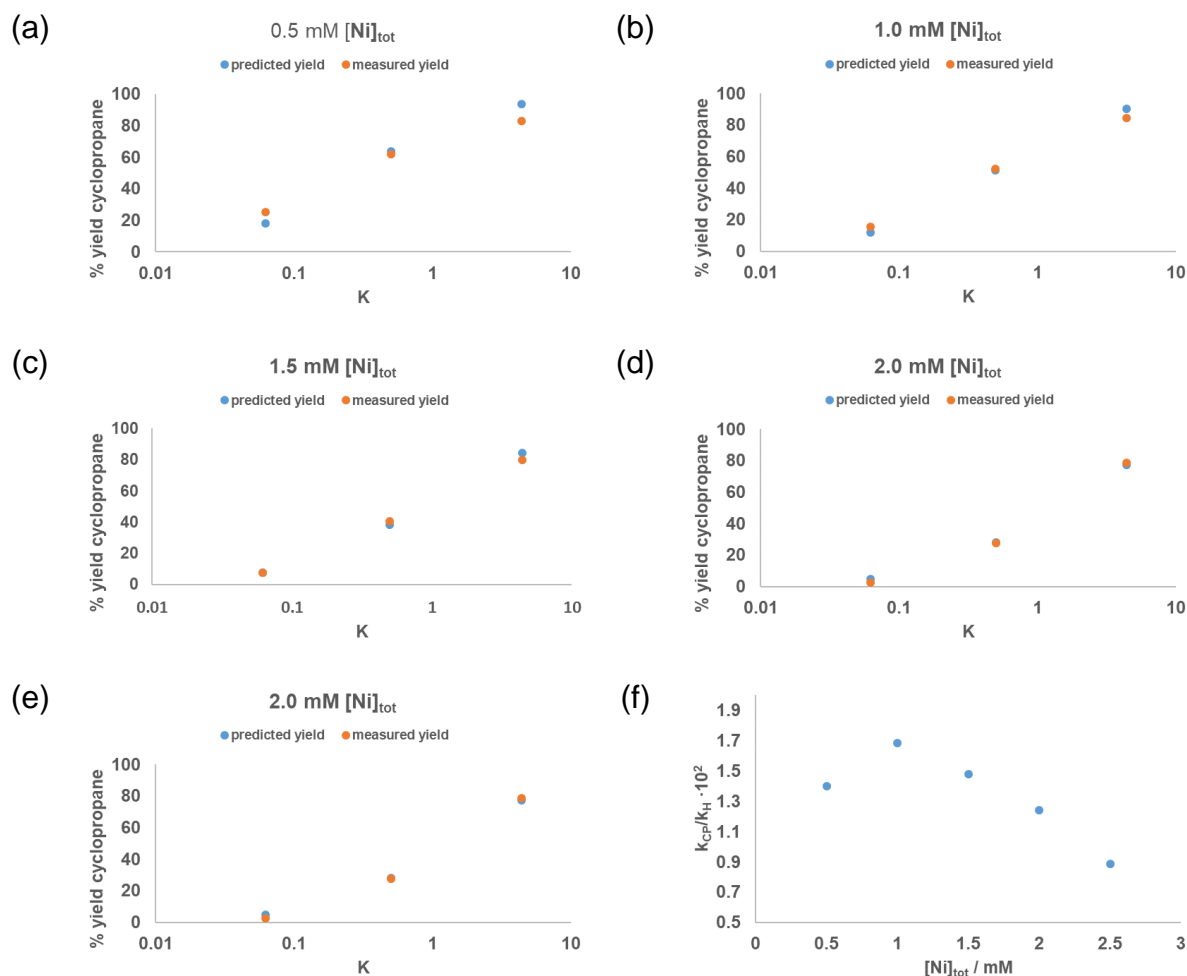 (a)
0.5 mM [Ni]tot
predicted yield measured yield
% yield cyclopropane
100
80
60
40
20
0
0.01 0.1 1 10
K
(b)
1.0 mM [Ni]tot
predicted yield measured yield
% yield cyclopropane
100
80
60
40
20
0
0.01 0.1 1 10
K
(c)
1.5 mM [Ni]tot
predicted yield measured yield
% yield cyclopropane
100
80
60
40
20
0
0.01 0.1 1 10
K
(d)
2.0 mM [Ni]tot
predicted yield measured yield
% yield cyclopropane
100
80
60
40
20
0
0.01 0.1 1 10
K
(e)
2.0 mM [Ni]tot
predicted yield measured yield
% yield cyclopropane
100
80
60
40
20
0
0.01 0.1 1 10
K
(f)
kCP/kH ·10²
1.9
1.7
1.5
1.3
1.1
0.9
0.7
0.5
0 0.5 1 1.5 2 2.5 3
[Ni]tot / mM